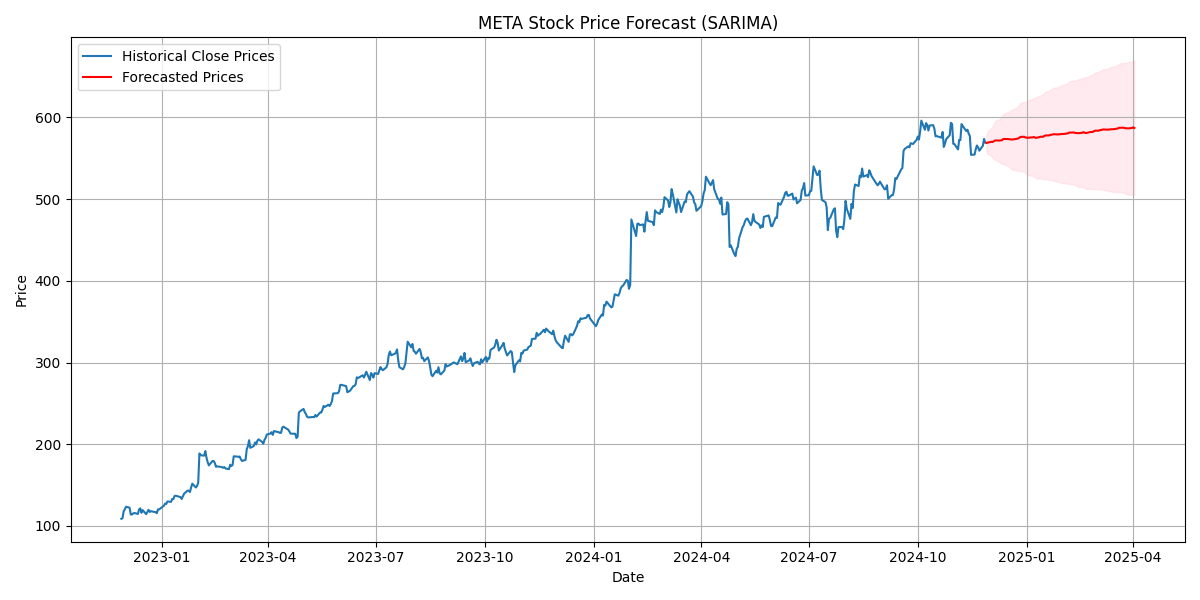 META Stock Price Forecast (SARIMA)
Historical Close Prices
Forecasted Prices
Price
600
500
400
300
200
100
2023-01 2023-04 2023-07 2023-10 2024-01 2024-04 2024-07 2024-10 2025-01 2025-04
Date